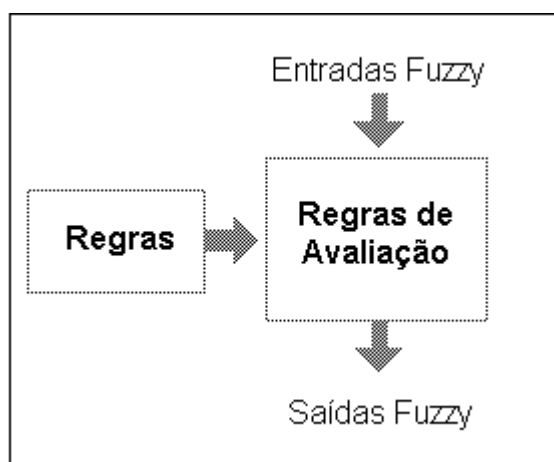 Entradas Fuzzy
Regras
Regras de
Avaliação
Saídas Fuzzy